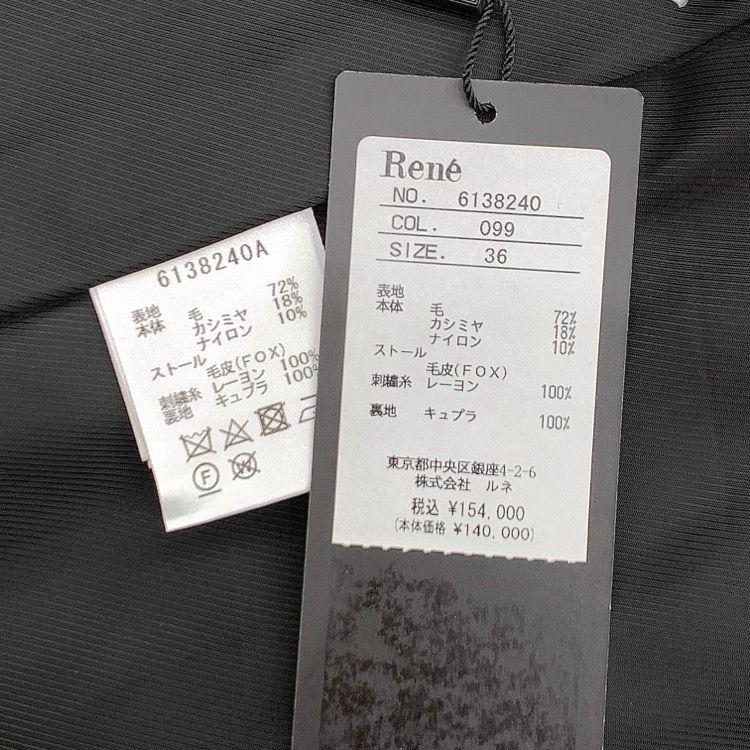 6138240A
表地
本体 毛 72%
カシミヤ 18%
ナイロン 10%
ストール
毛皮(FOX)
刺繍糸 レーヨン 100%
裏地 キュプラ 100%
F
W
René
NO. 6138240
COL. 099
SIZE. 36
表地
本体 毛 72%
カシミヤ 18%
ナイロン 10%
ストール
毛皮(FOX)
刺繍糸 レーヨン 100%
裏地 キュプラ 100%
東京都中央区銀座4-2-6
株式会社 ルネ
税込 ¥154,000
(本体価格 ¥140,000)